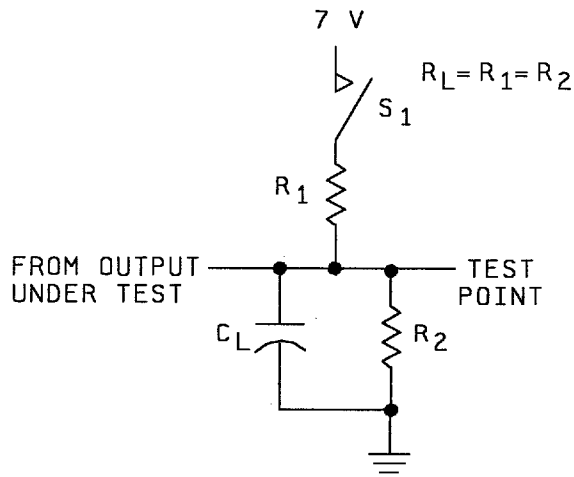 7 V
R_L=R_1=R_2
S_1
R_1
FROM OUTPUT
UNDER TEST
TEST
POINT
C_L
R_2